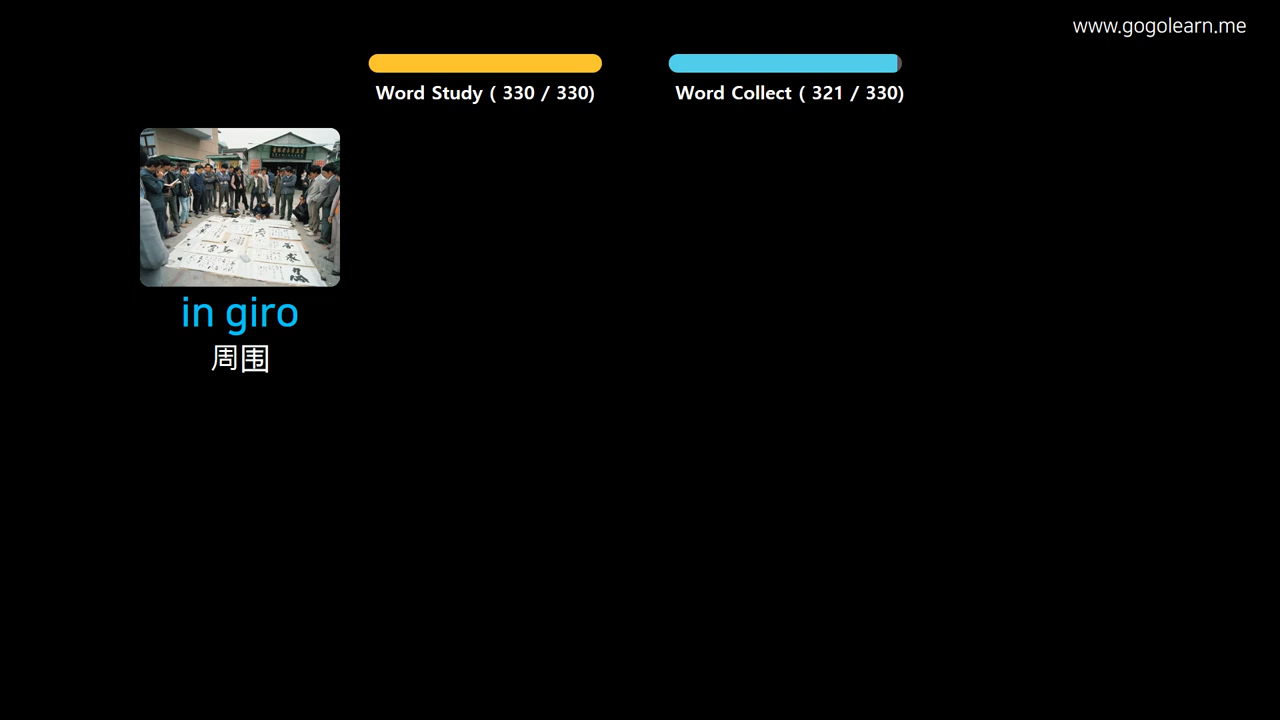 www.gogolearn.me
Word Study ( 330 / 330)
Word Collect ( 321 / 330)
in giro
周围